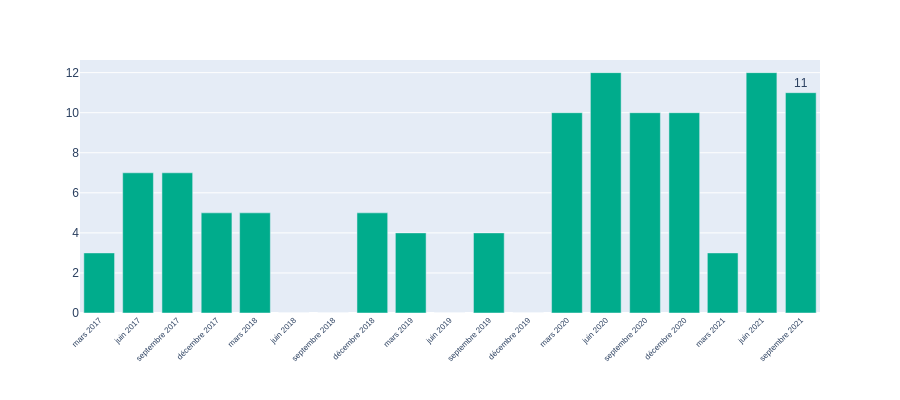 12
10
8
6
4
2
0
11
mars 2017
juin 2017
septembre 2017
décembre 2017
mars 2018
juin 2018
septembre 2018
décembre 2018
mars 2019
juin 2019
septembre 2019
décembre 2019
mars 2020
juin 2020
septembre 2020
décembre 2020
mars 2021
juin 2021
septembre 2021